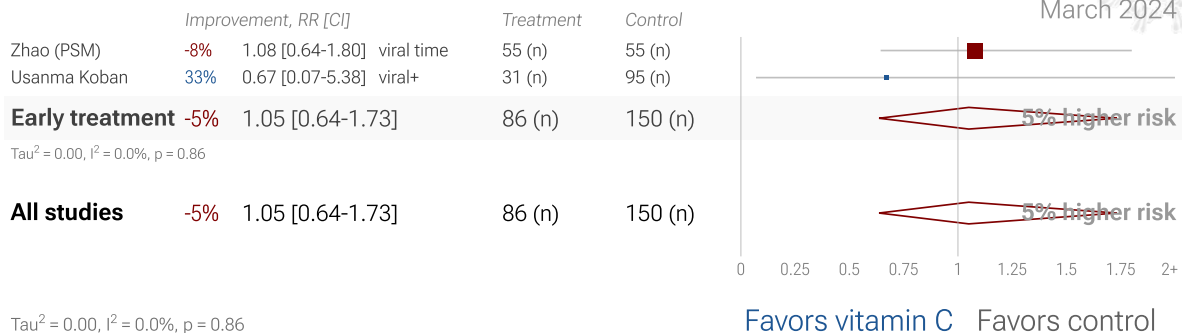 March 2024
Improvement, RR [CI] Treatment Control
Zhao (PSM) -8% 1.08 [0.64-1.80] viral time 55 (n) 55 (n)
Usanma Koban 33% 0.67 [0.07-5.38] viral+ 31 (n) 95 (n)
Early treatment -5% 1.05 [0.64-1.73] 86 (n) 150 (n) 5% higher risk
Tau² = 0.00, I² = 0.0%, p = 0.86
All studies -5% 1.05 [0.64-1.73] 86 (n) 150 (n) 5% higher risk
0 0.25 0.5 0.75 1 1.25 1.5 1.75 2+
Tau² = 0.00, I² = 0.0%, p = 0.86 Favors vitamin C Favors control